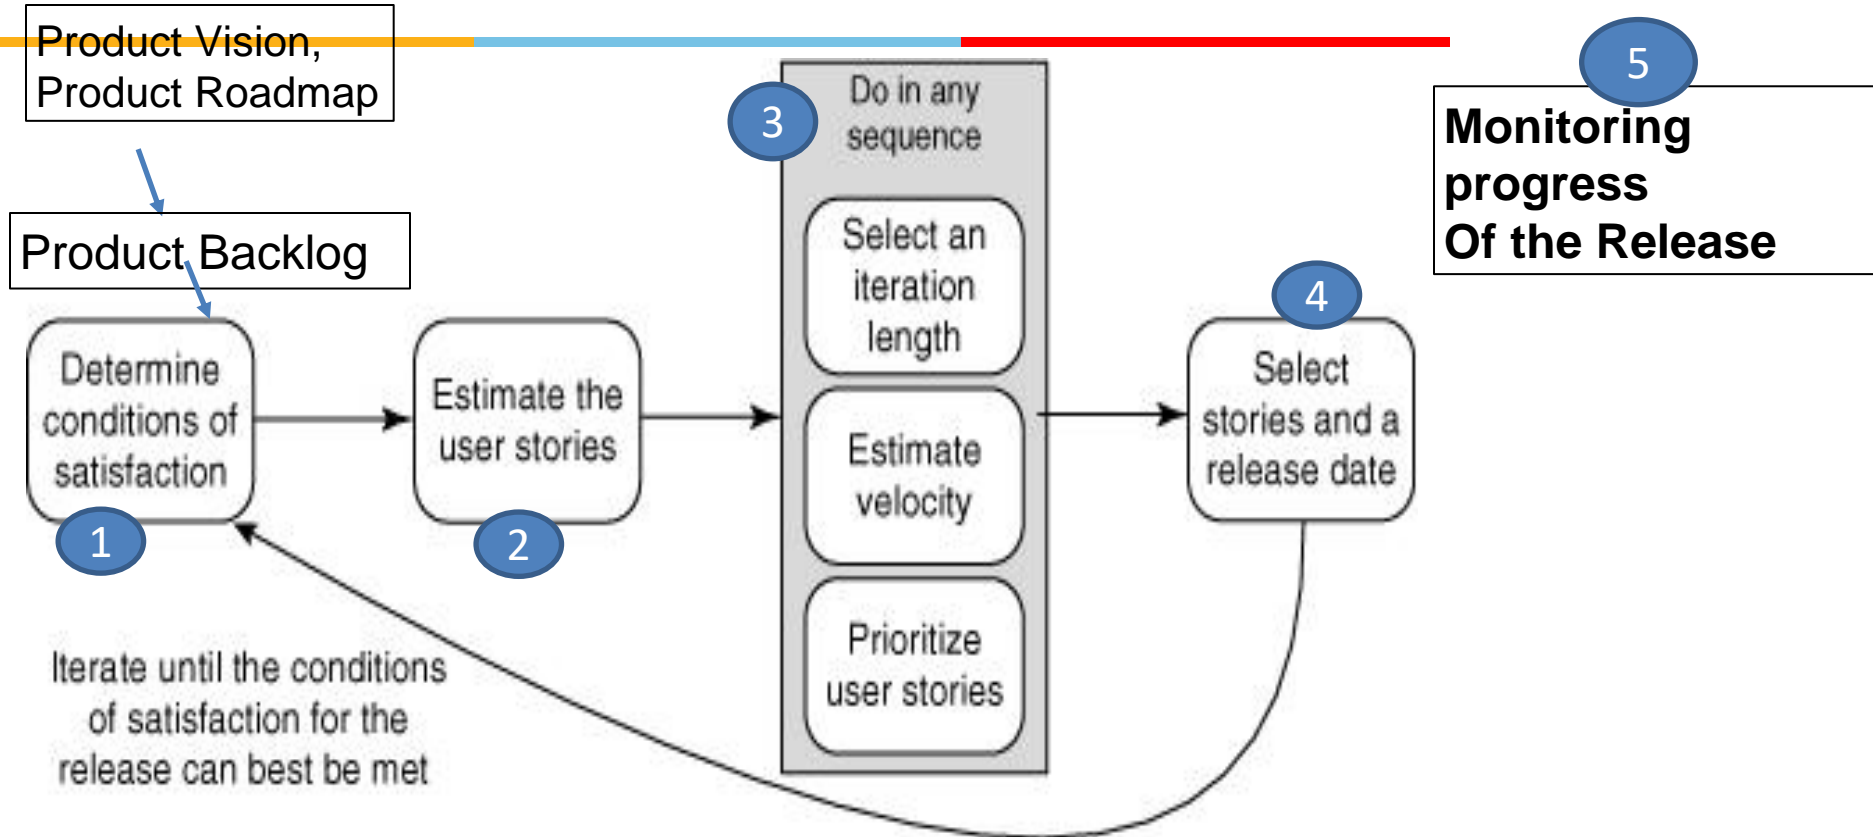 Product Vision,
Product Roadmap
Product Backlog
Determine
conditions of
satisfaction
1
Estimate the
user stories
2
3
Do in any
sequence
Select an
iteration
length
Estimate
velocity
Prioritize
user stories
4
Select
stories and a
release date
5
Monitoring
progress
Of the Release
Iterate until the conditions
of satisfaction for the
release can best be met